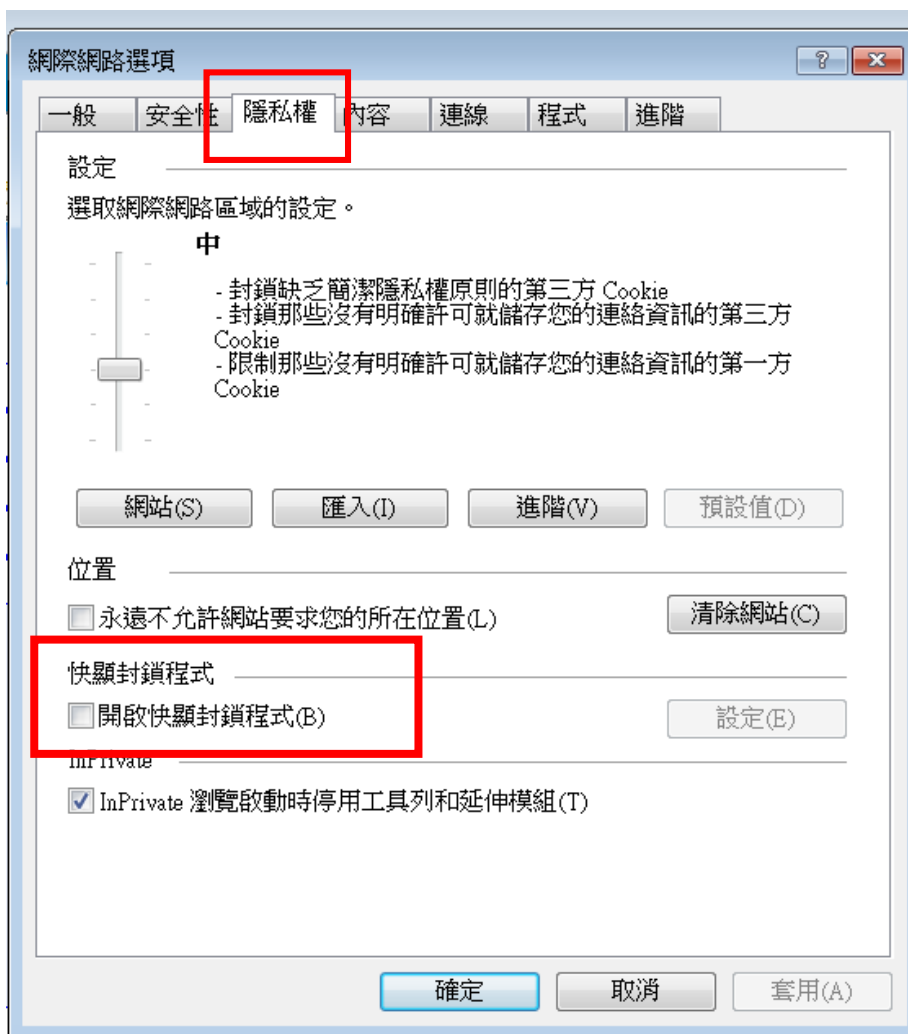 網際網路選項
一般 安全性 隱私權 內容 連線 程式 進階
設定
選取網際網路區域的設定。
中
- 封鎖缺乏簡潔隱私權原則的第三方 Cookie
- 封鎖那些沒有明確許可就儲存您的連絡資訊的第三方
Cookie
- 限制那些沒有明確許可就儲存您的連絡資訊的第一方
Cookie
網站(S) 匯入(I) 進階(V) 預設值(D)
位置
永遠不允許網站要求您的所在位置(L) 清除網站(C)
快顯封鎖程式
開啟快顯封鎖程式(B) 設定(E)
InPrivate
InPrivate 瀏覽啟動時停用工具列和延伸模組(T)
確定 取消 套用(A)